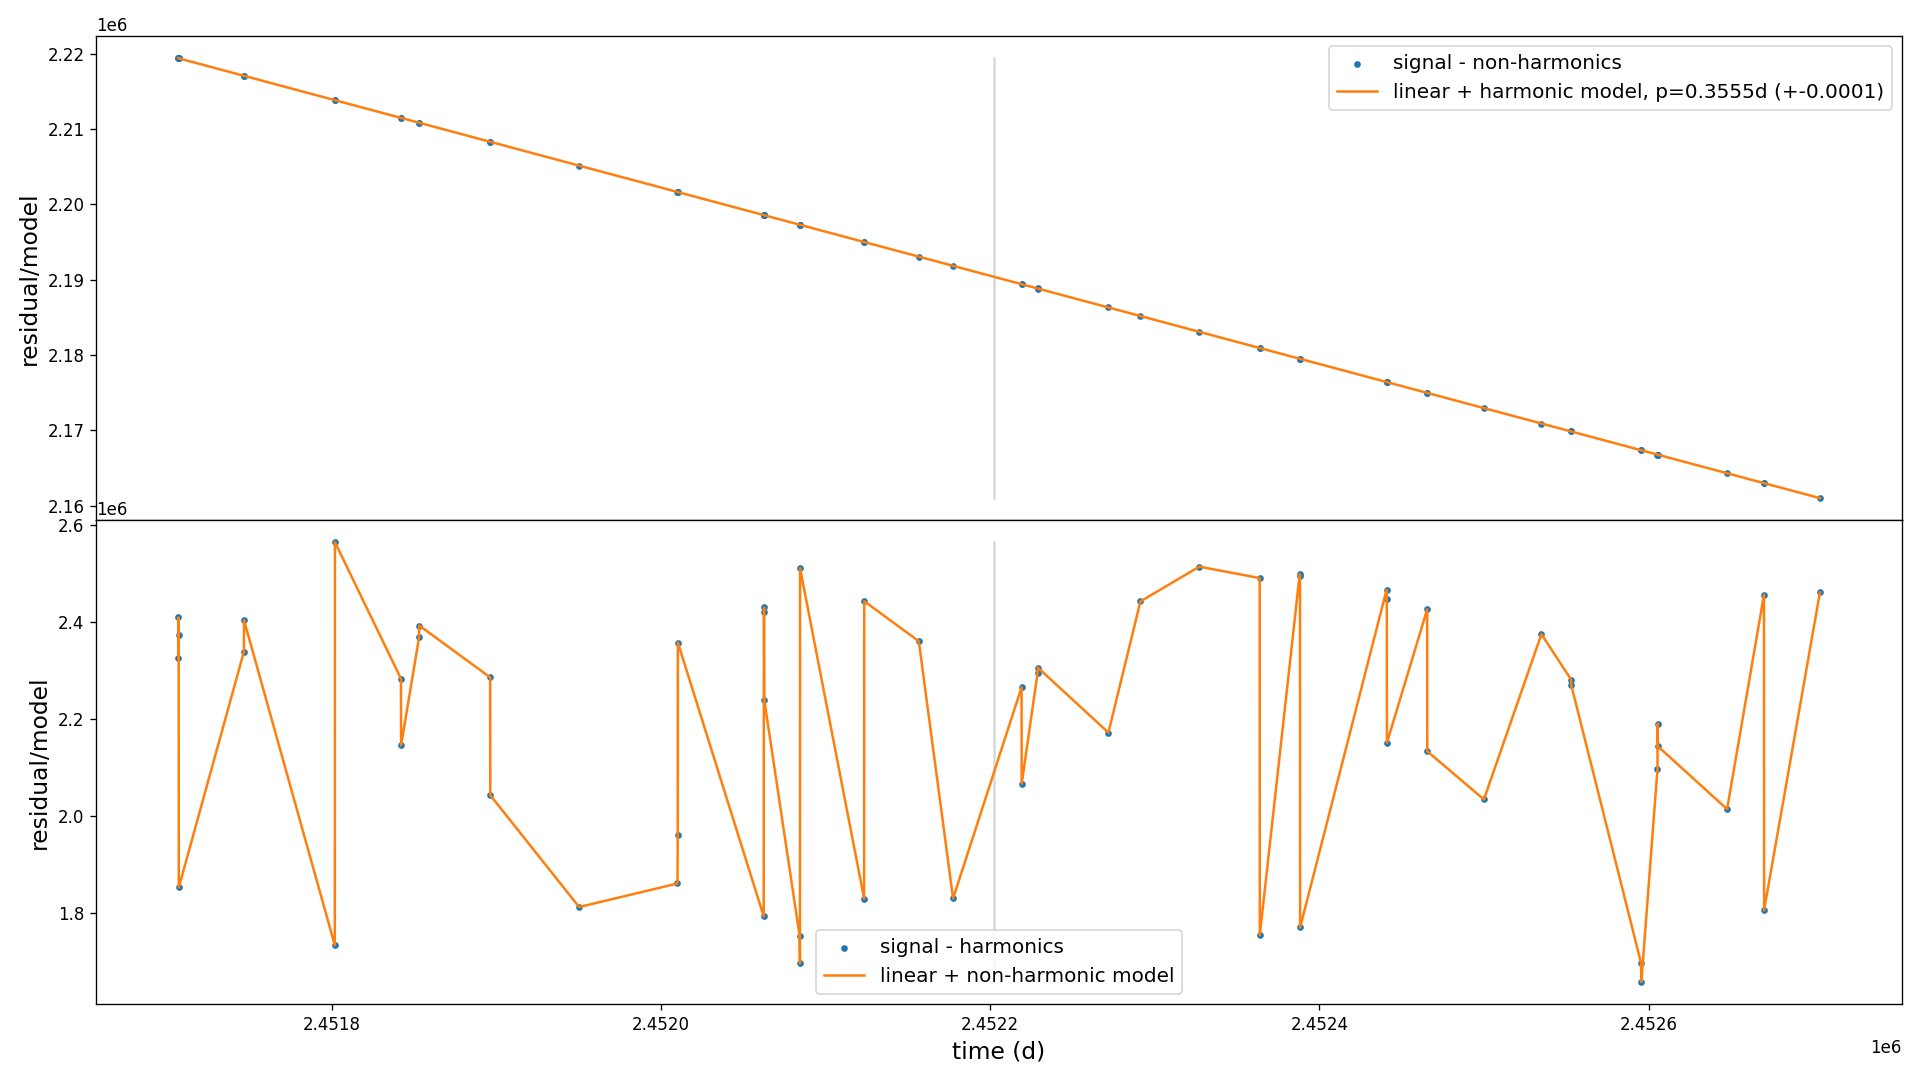 1e6
2.22
2.21
2.20
2.19
2.18
2.17
2.16
residual/model
signal - non-harmonics
linear + harmonic model, p=0.3555d (+-0.0001)
1e6
2.6
2.4
2.2
2.0
1.8
residual/model
signal - harmonics
linear + non-harmonic model
2.4518 2.4520 2.4522 2.4524 2.4526
1e6
time (d)